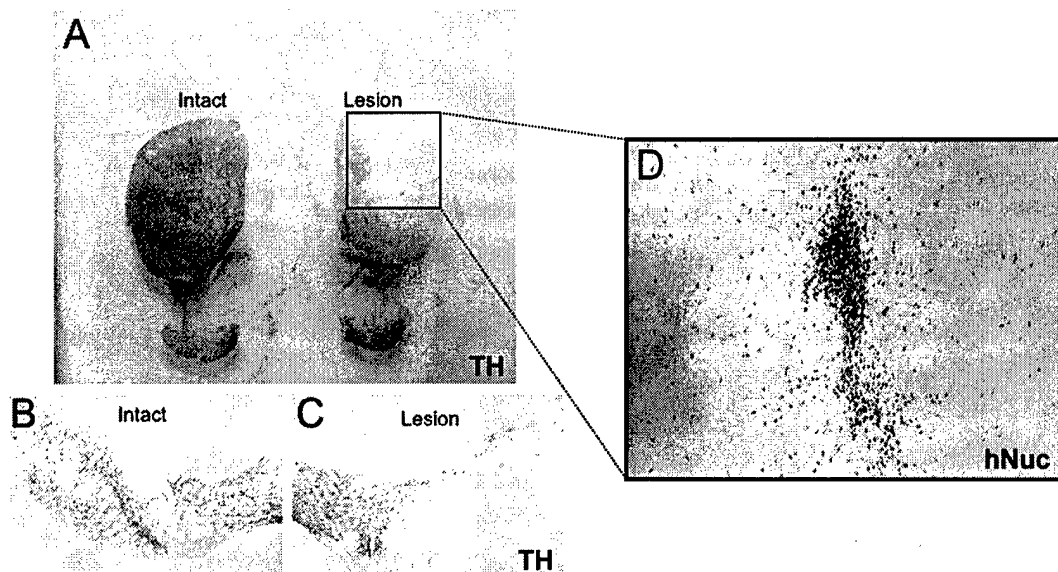 A
Intact
Lesion
TH
B
Intact
C
Lesion
TH
D
hNuc